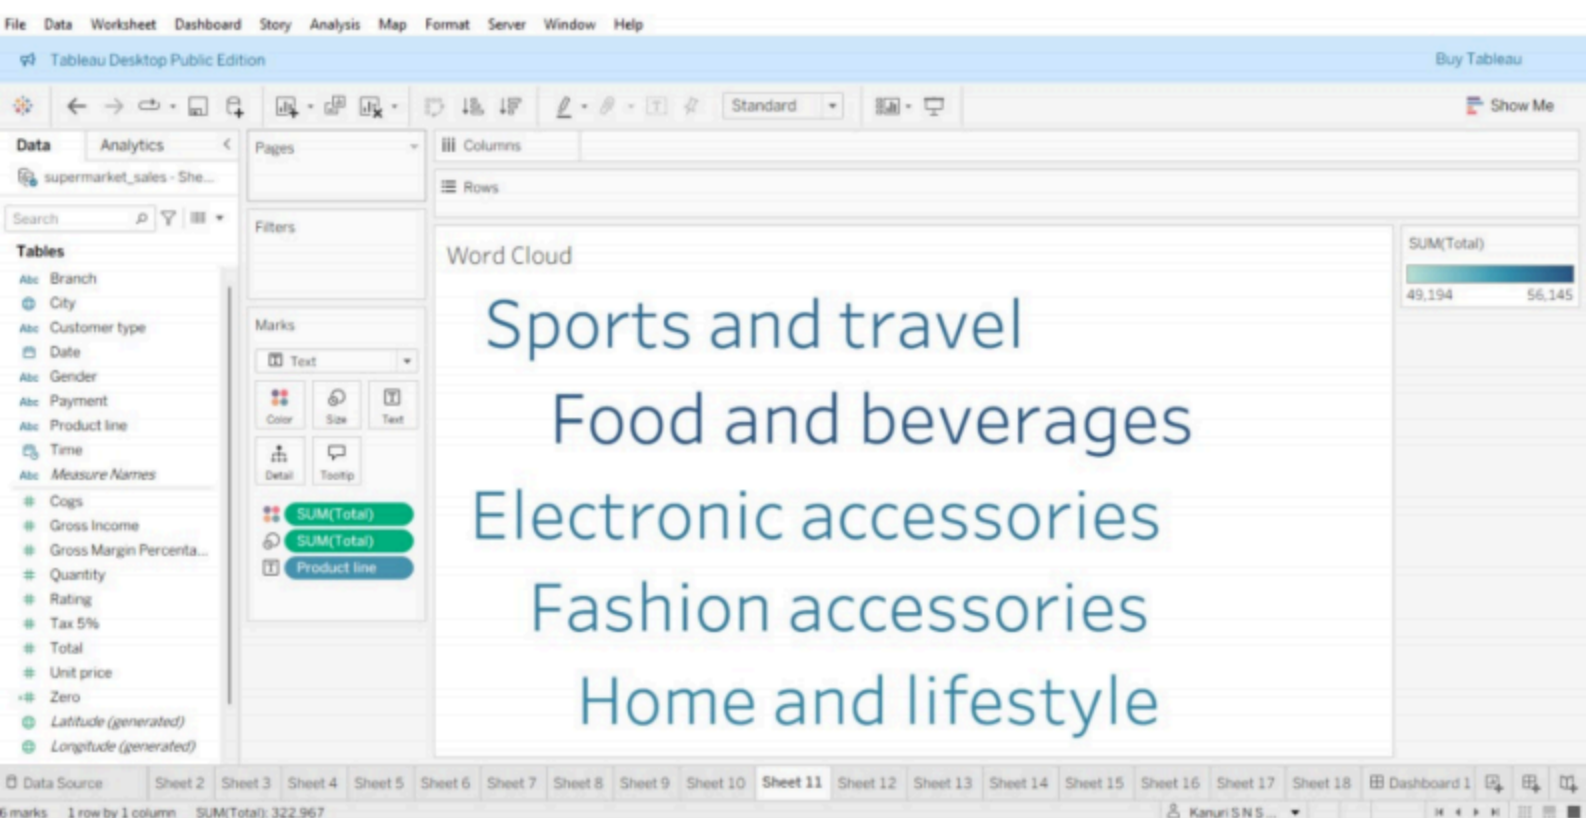 File Data Worksheet Dashboard Story Analysis Map Format Server Window Help
Tableau Desktop Public Edition Buy Tableau
Standard Show Me
Data Analytics
supermarket_sales - She...
Search
Tables
Abc Branch
City
Abc Customer type
Date
Abc Gender
Abc Payment
Abc Product line
Time
Abc Measure Names
# Cogs
# Gross Income
# Gross Margin Percenta...
# Quantity
# Rating
# Tax 5%
# Total
# Unit price
# Zero
Latitude (generated)
Longitude (generated)
Pages
Filters
Marks
Text
Color Size Text
Detail Tooltip
SUM(Total)
SUM(Total)
Product line
Columns
Rows
Word Cloud
Sports and travel
Food and beverages
Electronic accessories
Fashion accessories
Home and lifestyle
SUM(Total)
49,194 56,145
Data Source Sheet 2 Sheet 3 Sheet 4 Sheet 5 Sheet 6 Sheet 7 Sheet 8 Sheet 9 Sheet 10 Sheet 11 Sheet 12 Sheet 13 Sheet 14 Sheet 15 Sheet 16 Sheet 17 Sheet 18 Dashboard 1
6 marks 1 row by 1 column SUM(Total): 322,967 Kanuri S N S ...